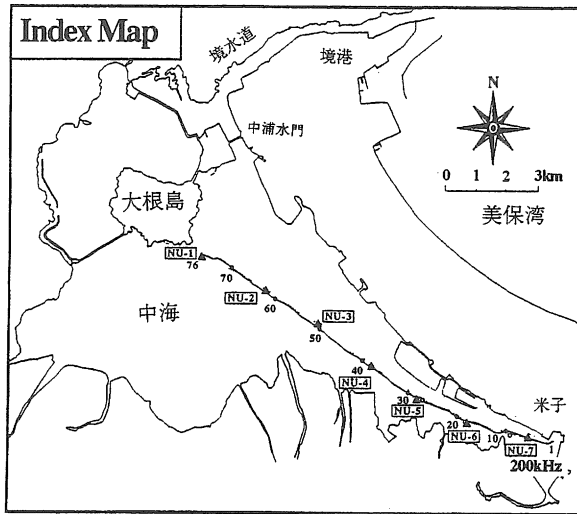 Index Map
境水道
境港
中浦水門
N
0 1 2 3km
美保湾
大根島
NU-1
76
70
NU-2
60
NU-3
50
中海
40
NU-4
30
NU-5
20
NU-6
10
NU-7
米子
1
200kHz ,